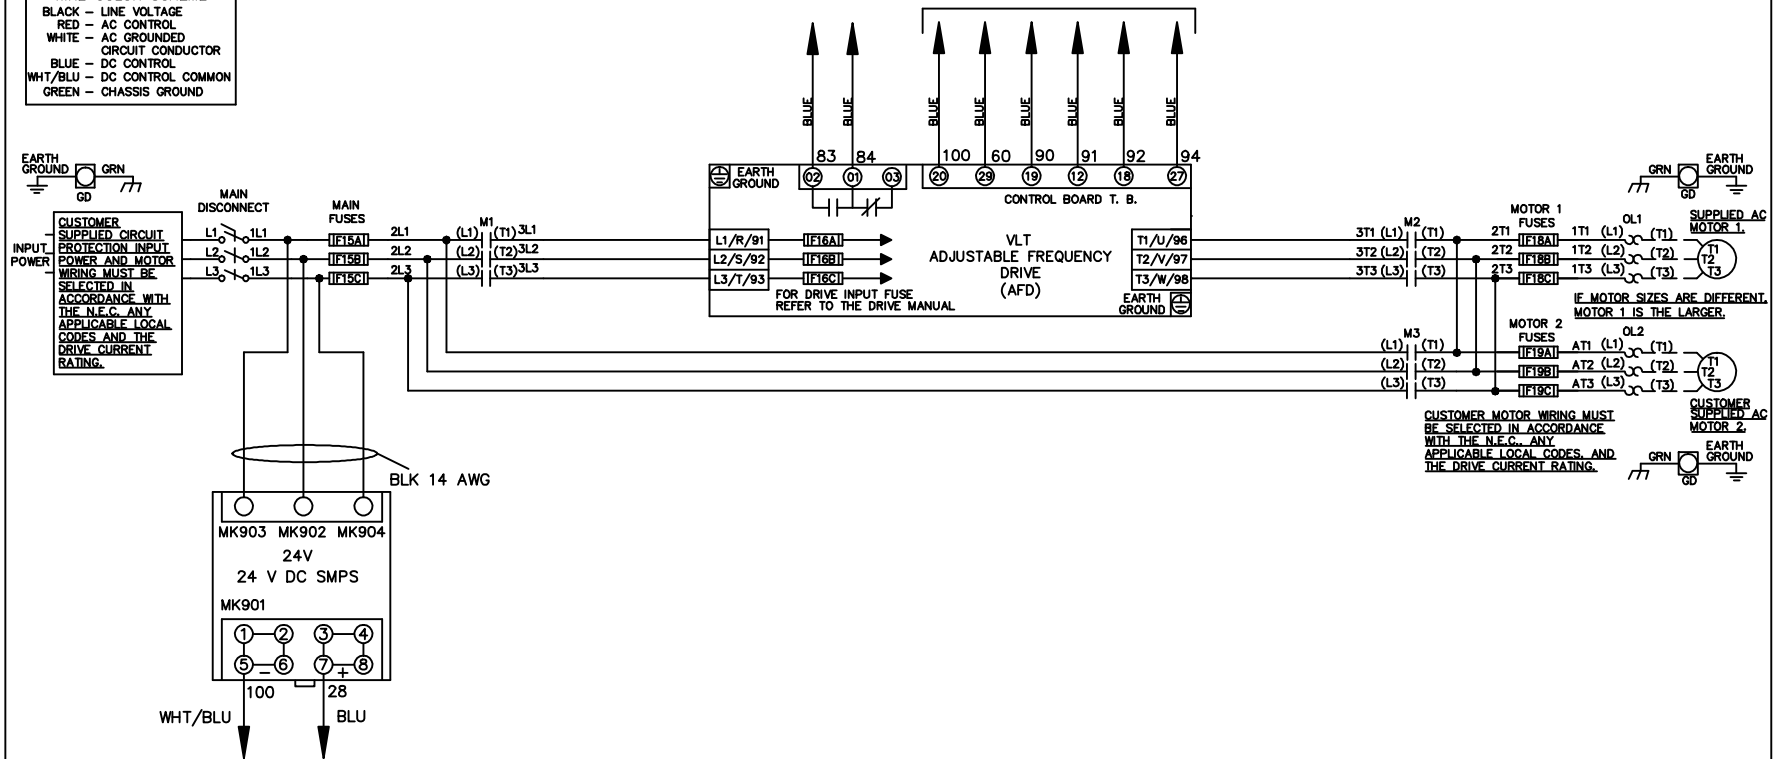 BLACK – LINE VOLTAGE
RED – AC CONTROL
WHITE – AC GROUNDED
CIRCUIT CONDUCTOR
BLUE – DC CONTROL
WHT/BLU – DC CONTROL COMMON
GREEN – CHASSIS GROUND
BLUE BLUE BLUE BLUE BLUE BLUE BLUE BLUE
83 84 100 60 90 91 92 94
02 01 03 20 29 19 12 18 27
EARTH
GROUND
GRN
GD
INPUT
POWER
CUSTOMER
SUPPLIED CIRCUIT
PROTECTION INPUT
POWER AND MOTOR
WIRING MUST BE
SELECTED IN
ACCORDANCE WITH
THE N.E.C. ANY
APPLICABLE LOCAL
CODES AND THE
DRIVE CURRENT
RATING.
MAIN
DISCONNECT
L1 1L1
L2 1L2
L3 1L3
MAIN
FUSES
F15A 2L1
F15B 2L2
F15C 2L3
M1
(L1) (T1) 3L1
(L2) (T2) 3L2
(L3) (T3) 3L3
EARTH
GROUND
CONTROL BOARD T. B.
L1/R/91 F16A
L2/S/92 F16B
L3/T/93 F16C
FOR DRIVE INPUT FUSE
REFER TO THE DRIVE MANUAL
VLT
ADJUSTABLE FREQUENCY
DRIVE
(AFD)
T1/U/96
T2/V/97
T3/W/98
EARTH
GROUND
M2
3T1 (L1) (T1)
3T2 (L2) (T2)
3T3 (L3) (T3)
MOTOR 1
FUSES
2T1 F18A 1T1 (L1) (T1)
2T2 F18B 1T2 (L2) (T2)
2T3 F18C 1T3 (L3) (T3)
OL1
GRN
EARTH
GROUND
GD
SUPPLIED AC
MOTOR 1.
T1
T2
T3
IF MOTOR SIZES ARE DIFFERENT,
MOTOR 1 IS THE LARGER.
M3
(L1) (T1)
(L2) (T2)
(L3) (T3)
MOTOR 2
FUSES
F19A AT1 (L1) (T1)
F19B AT2 (L2) (T2)
F19C AT3 (L3) (T3)
OL2
T1
T2
T3
CUSTOMER
SUPPLIED AC
MOTOR 2.
CUSTOMER MOTOR WIRING MUST
BE SELECTED IN ACCORDANCE
WITH THE N.E.C., ANY
APPLICABLE LOCAL CODES, AND
THE DRIVE CURRENT RATING.
GRN
EARTH
GROUND
GD
BLK 14 AWG
MK903 MK902 MK904
24V
24 V DC SMPS
MK901
1 2 3 4
5 – 6 7 + 8
100 28
WHT/BLU BLU